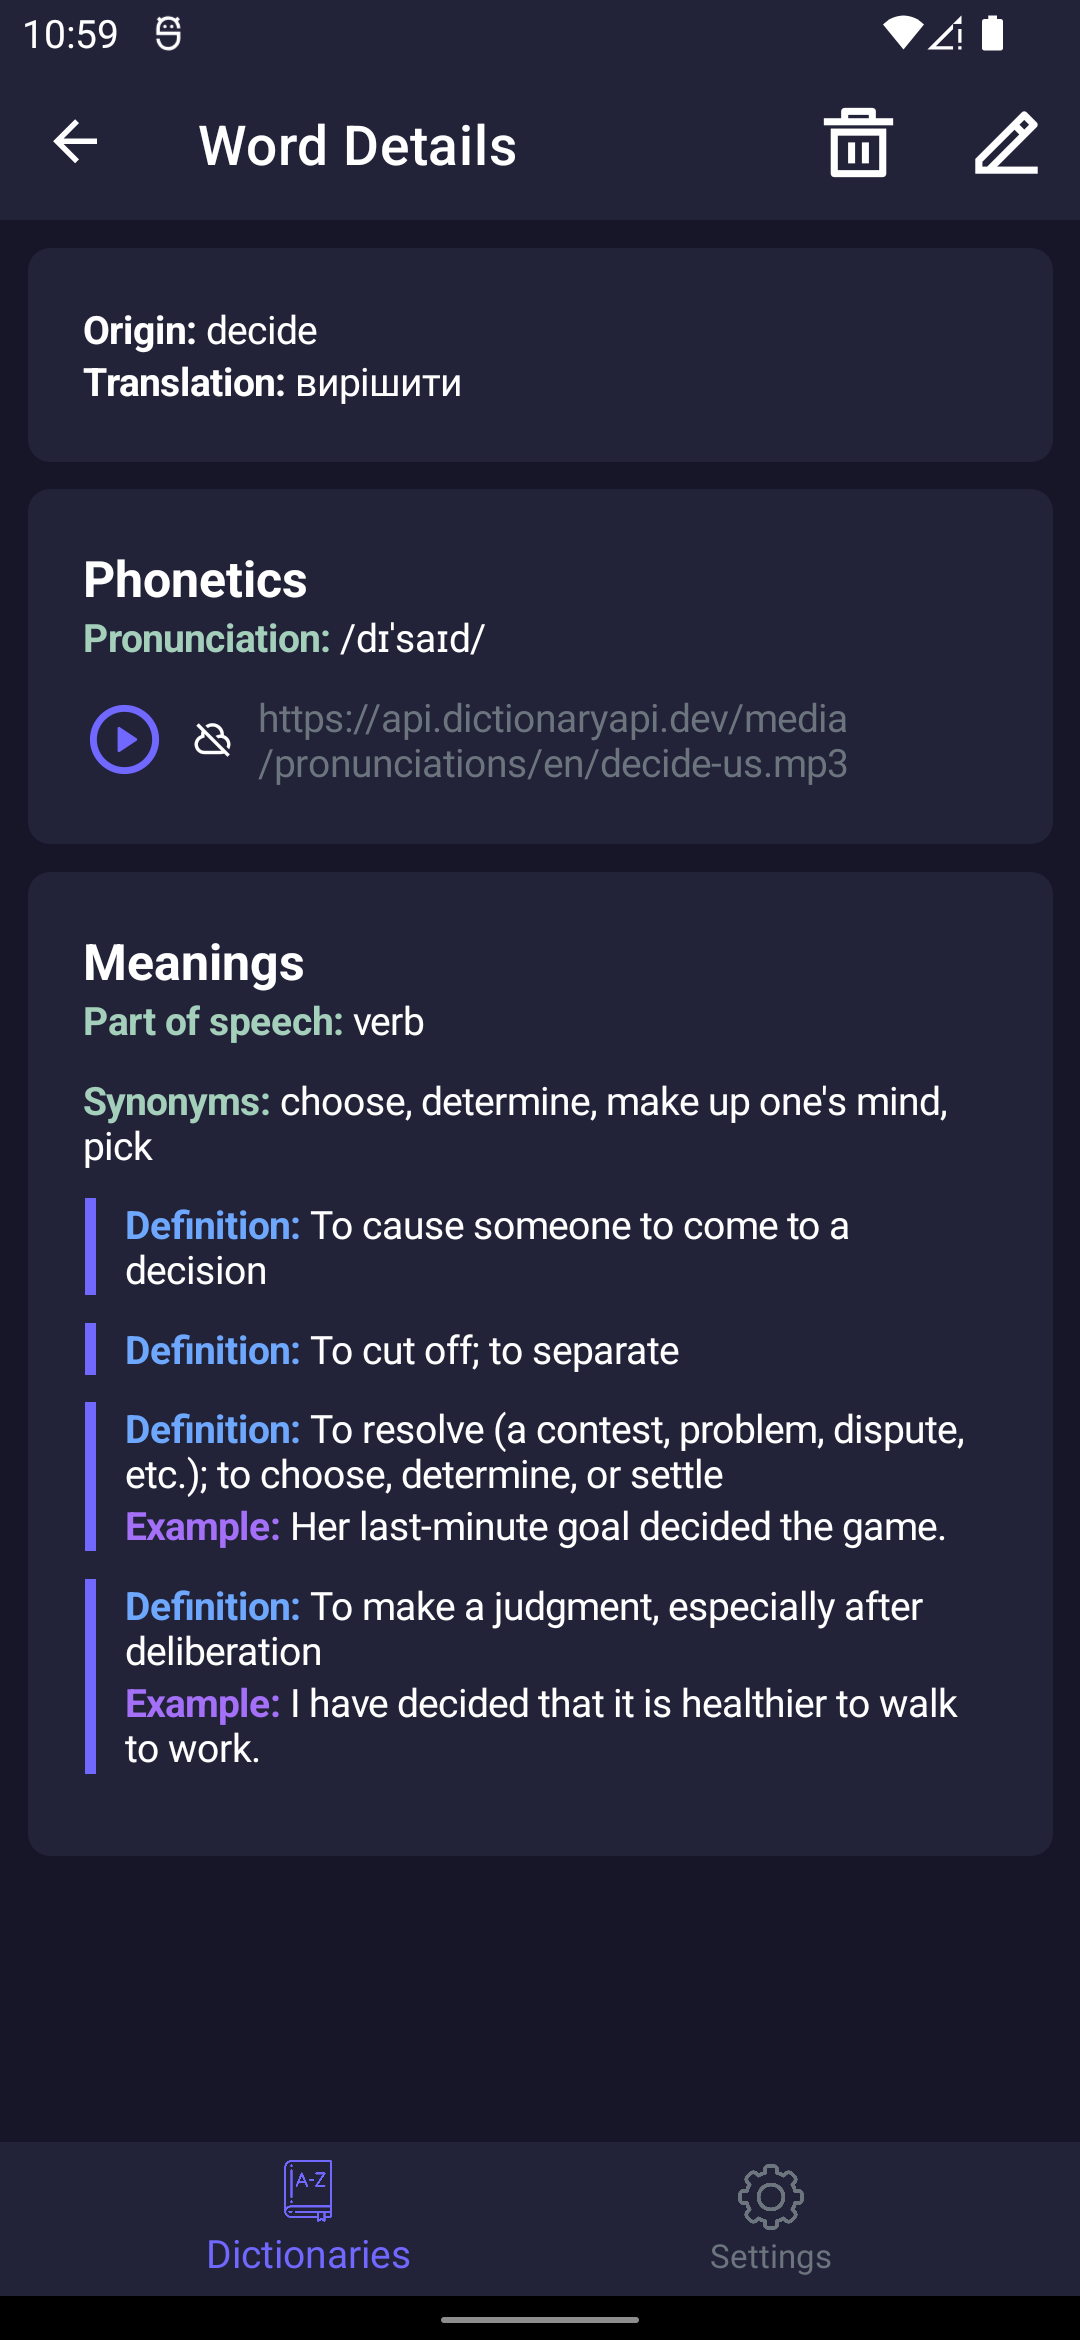 10:59
Word Details
Origin: decide
Translation: вирішити
Phonetics
Pronunciation: /dɪˈsaɪd/
https://api.dictionaryapi.dev/media
/pronunciations/en/decide-us.mp3
Meanings
Part of speech: verb
Synonyms: choose, determine, make up one's mind,
pick
Definition: To cause someone to come to a
decision
Definition: To cut off; to separate
Definition: To resolve (a contest, problem, dispute,
etc.); to choose, determine, or settle
Example: Her last-minute goal decided the game.
Definition: To make a judgment, especially after
deliberation
Example: I have decided that it is healthier to walk
to work.
A-Z
Dictionaries
Settings